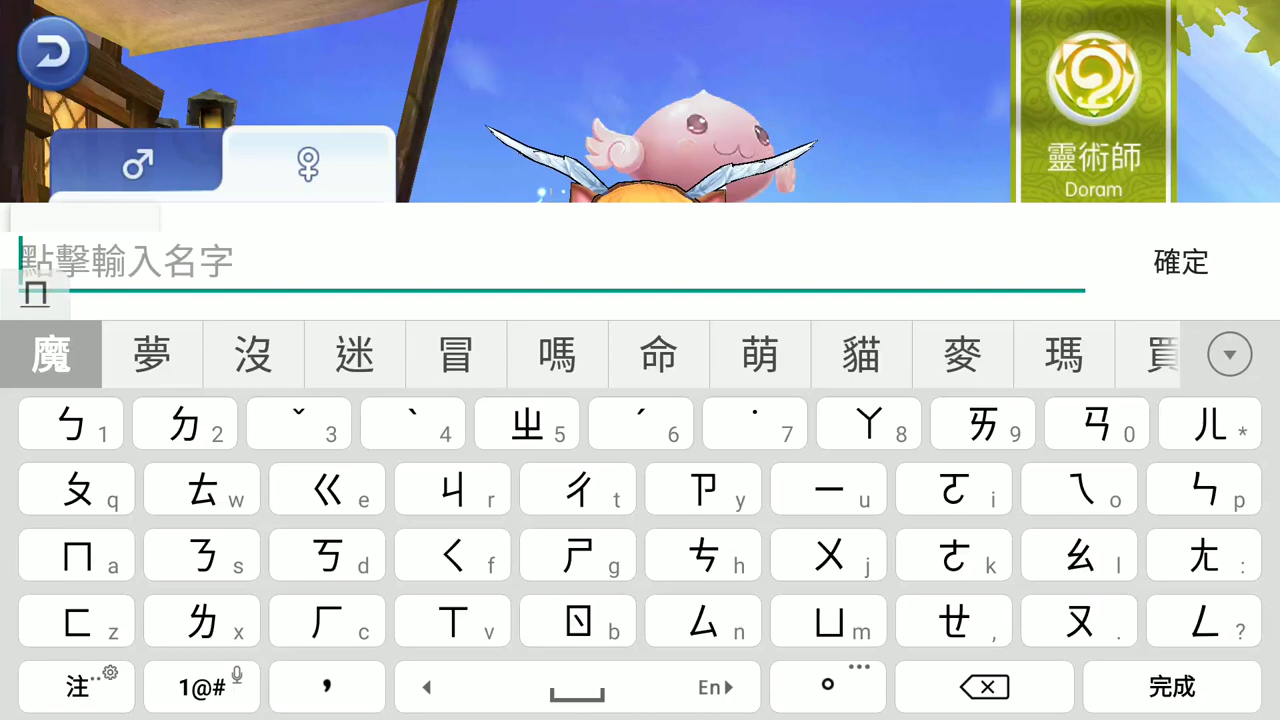 靈術師
Doram
點擊輸入名字
確定
ㄇ
魔 夢 沒 迷 冒 嗎 命 萌 貓 麥 瑪 買
ㄅ 1 ㄉ 2 ˇ 3 ˋ 4 ㄓ 5 ˊ 6 ˙ 7 ㄚ 8 ㄞ 9 ㄢ 0 ㄦ *
ㄆ q ㄊ w ㄍ e ㄐ r ㄔ t ㄗ y ㄧ u ㄛ i ㄟ o ㄣ p
ㄇ a ㄋ s ㄎ d ㄑ f ㄕ g ㄘ h ㄨ j ㄜ k ㄠ l ㄤ :
ㄈ z ㄌ x ㄏ c ㄒ v ㄖ b ㄙ n ㄩ m ㄝ , ㄡ . ㄥ ?
注 1@# , En 。 完成